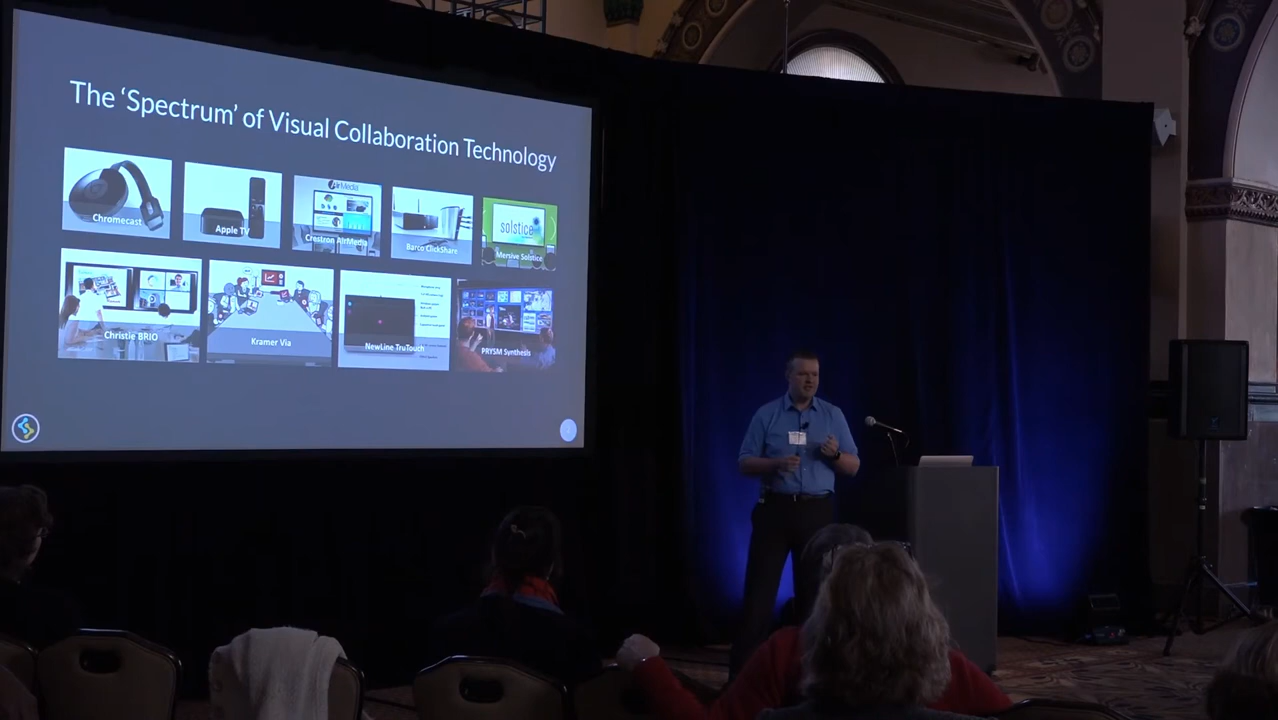 The 'Spectrum' of Visual Collaboration Technology
Chromecast
Apple TV
AirMedia
Crestron AirMedia
Barco ClickShare
solstice
Mersive Solstice
Christie BRIO
Kramer Via
NewLine TruTouch
PRYSM Synthesis